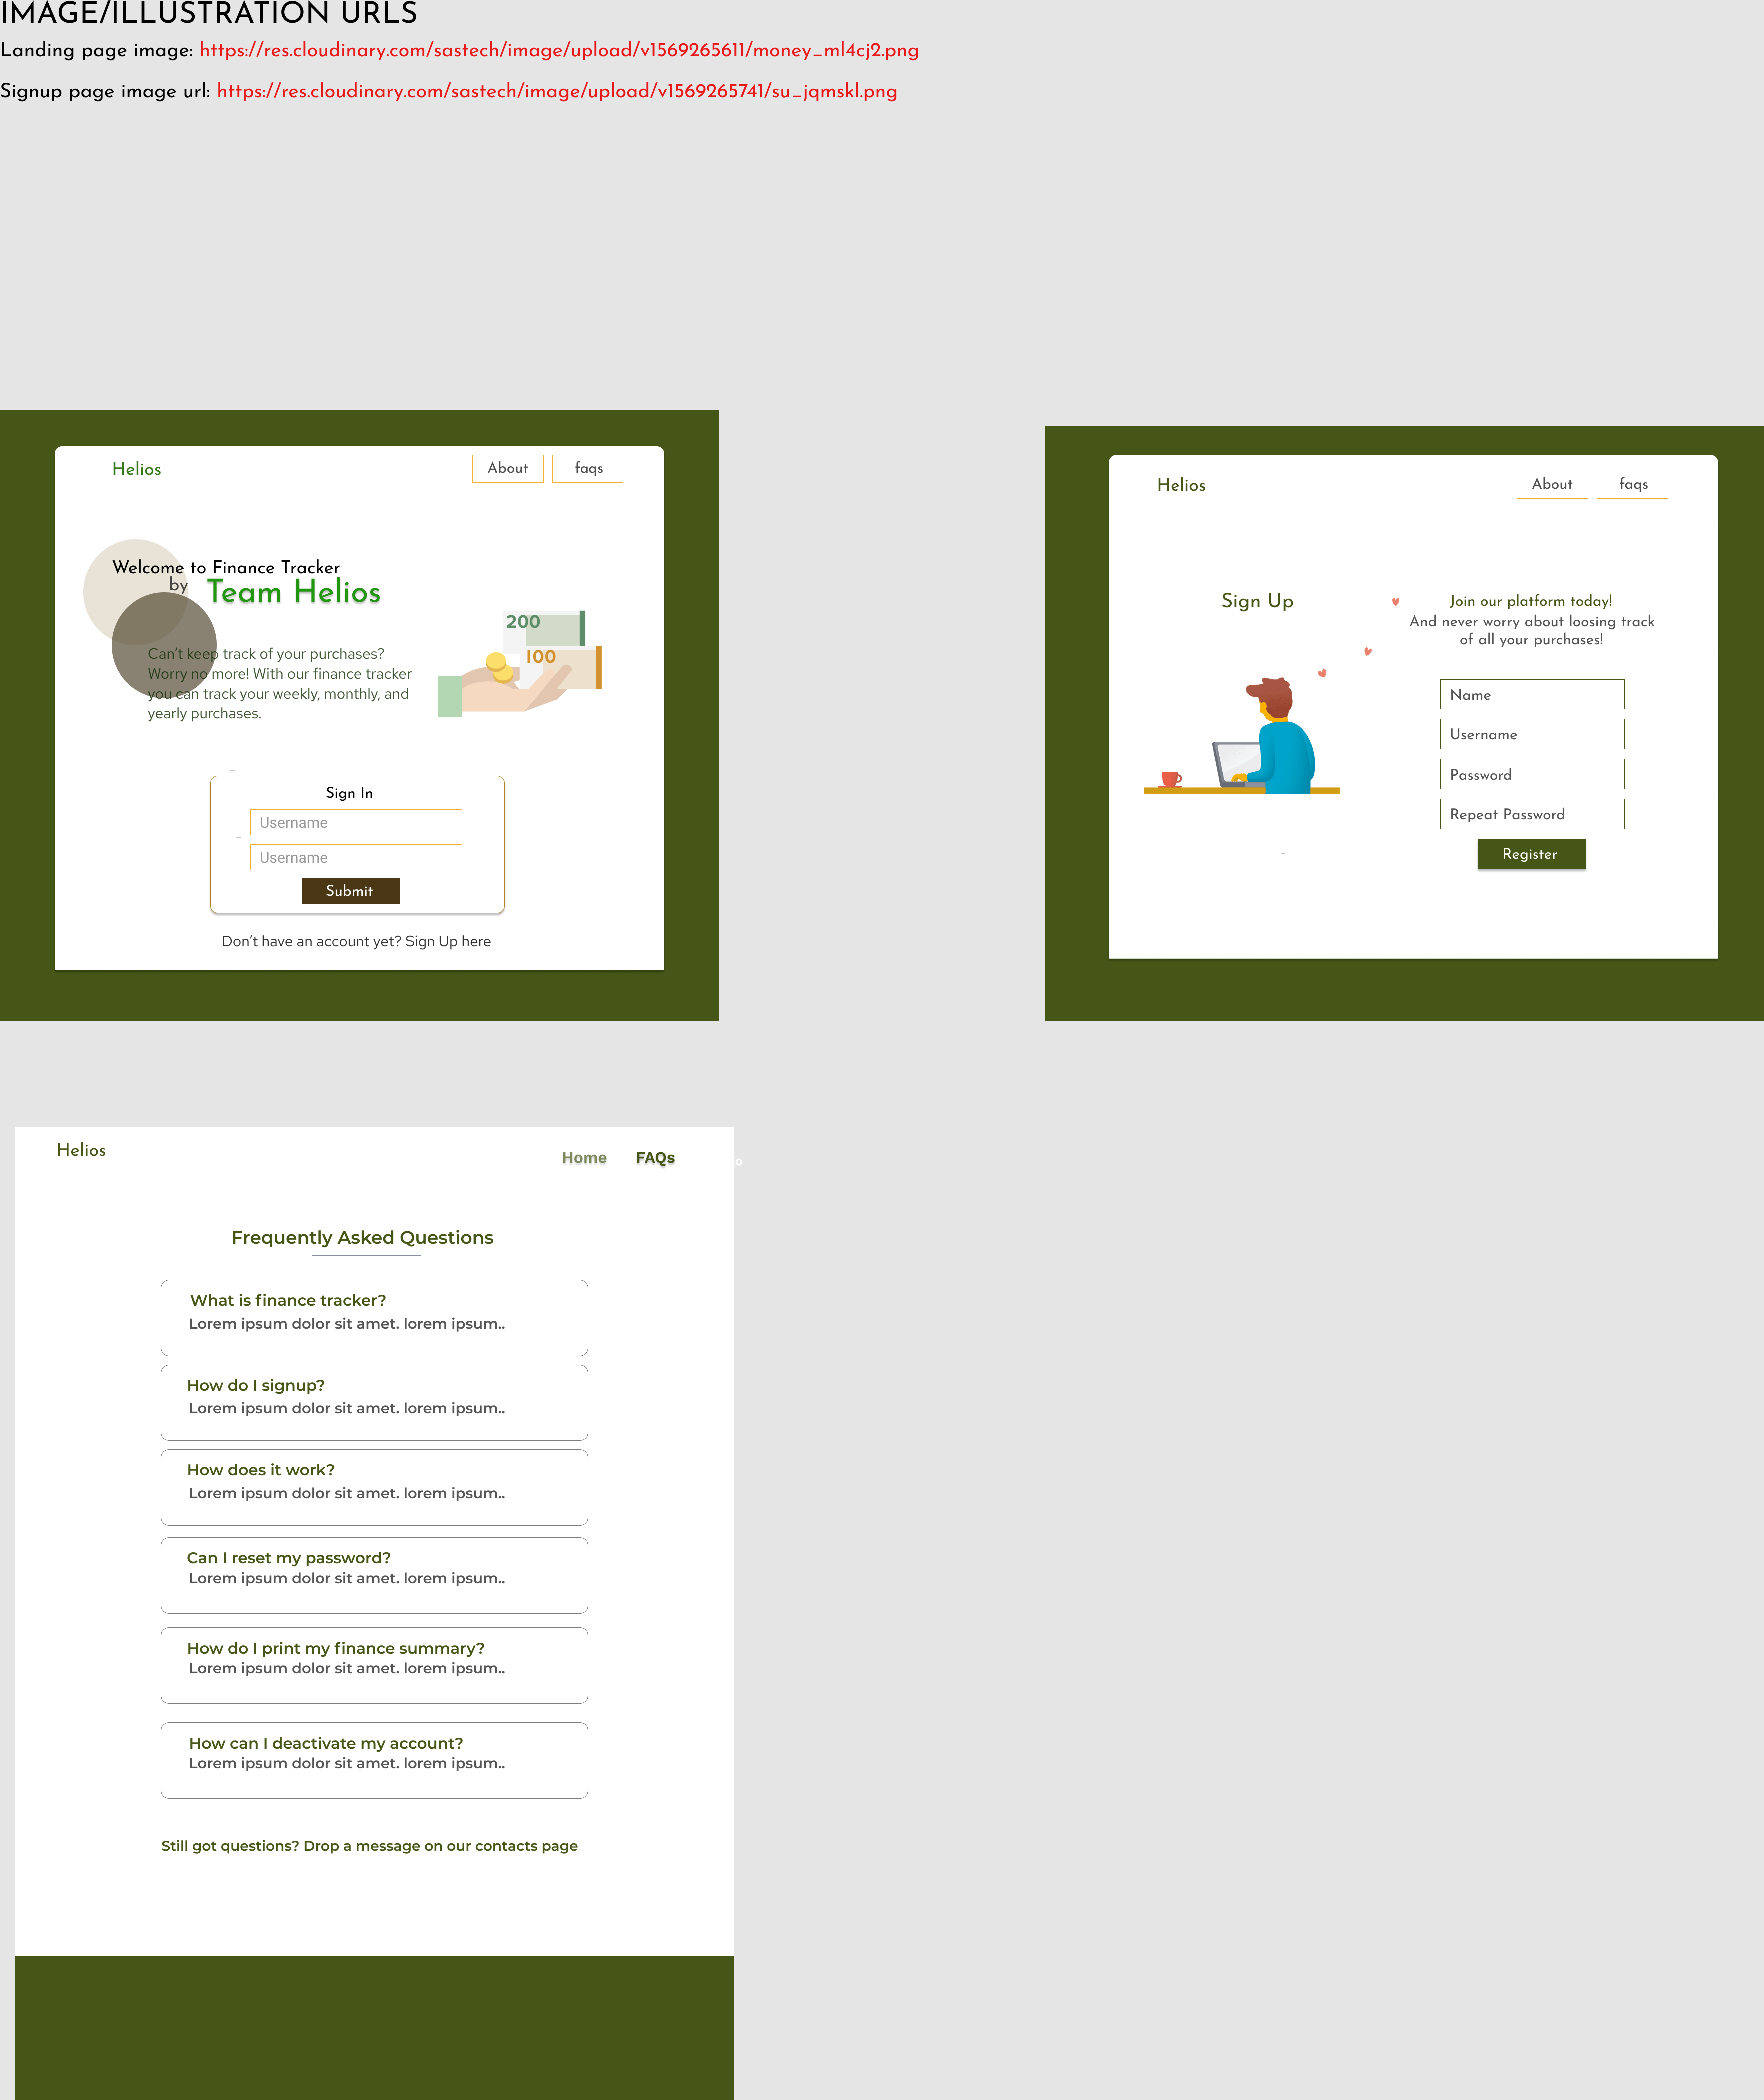 IMAGE/ILLUSTRATION URLS
Landing page image: https://res.cloudinary.com/sastech/image/upload/v1569265611/money_ml4cj2.png
Signup page image url: https://res.cloudinary.com/sastech/image/upload/v1569265741/su_jqmskl.png
Helios
About
faqs
Welcome to Finance Tracker
by Team Helios
Can't keep track of your purchases?
Worry no more! With our finance tracker
you can track your weekly, monthly, and
yearly purchases.
200
100
Sign In
Username
Username
Submit
Don't have an account yet? Sign Up here
Helios
About
faqs
Sign Up
Join our platform today!
And never worry about loosing track
of all your purchases!
Name
Username
Password
Repeat Password
Register
Helios
Home
FAQs
Frequently Asked Questions
What is finance tracker?
Lorem ipsum dolor sit amet. lorem ipsum..
How do I signup?
Lorem ipsum dolor sit amet. lorem ipsum..
How does it work?
Lorem ipsum dolor sit amet. lorem ipsum..
Can I reset my password?
Lorem ipsum dolor sit amet. lorem ipsum..
How do I print my finance summary?
Lorem ipsum dolor sit amet. lorem ipsum..
How can I deactivate my account?
Lorem ipsum dolor sit amet. lorem ipsum..
Still got questions? Drop a message on our contacts page